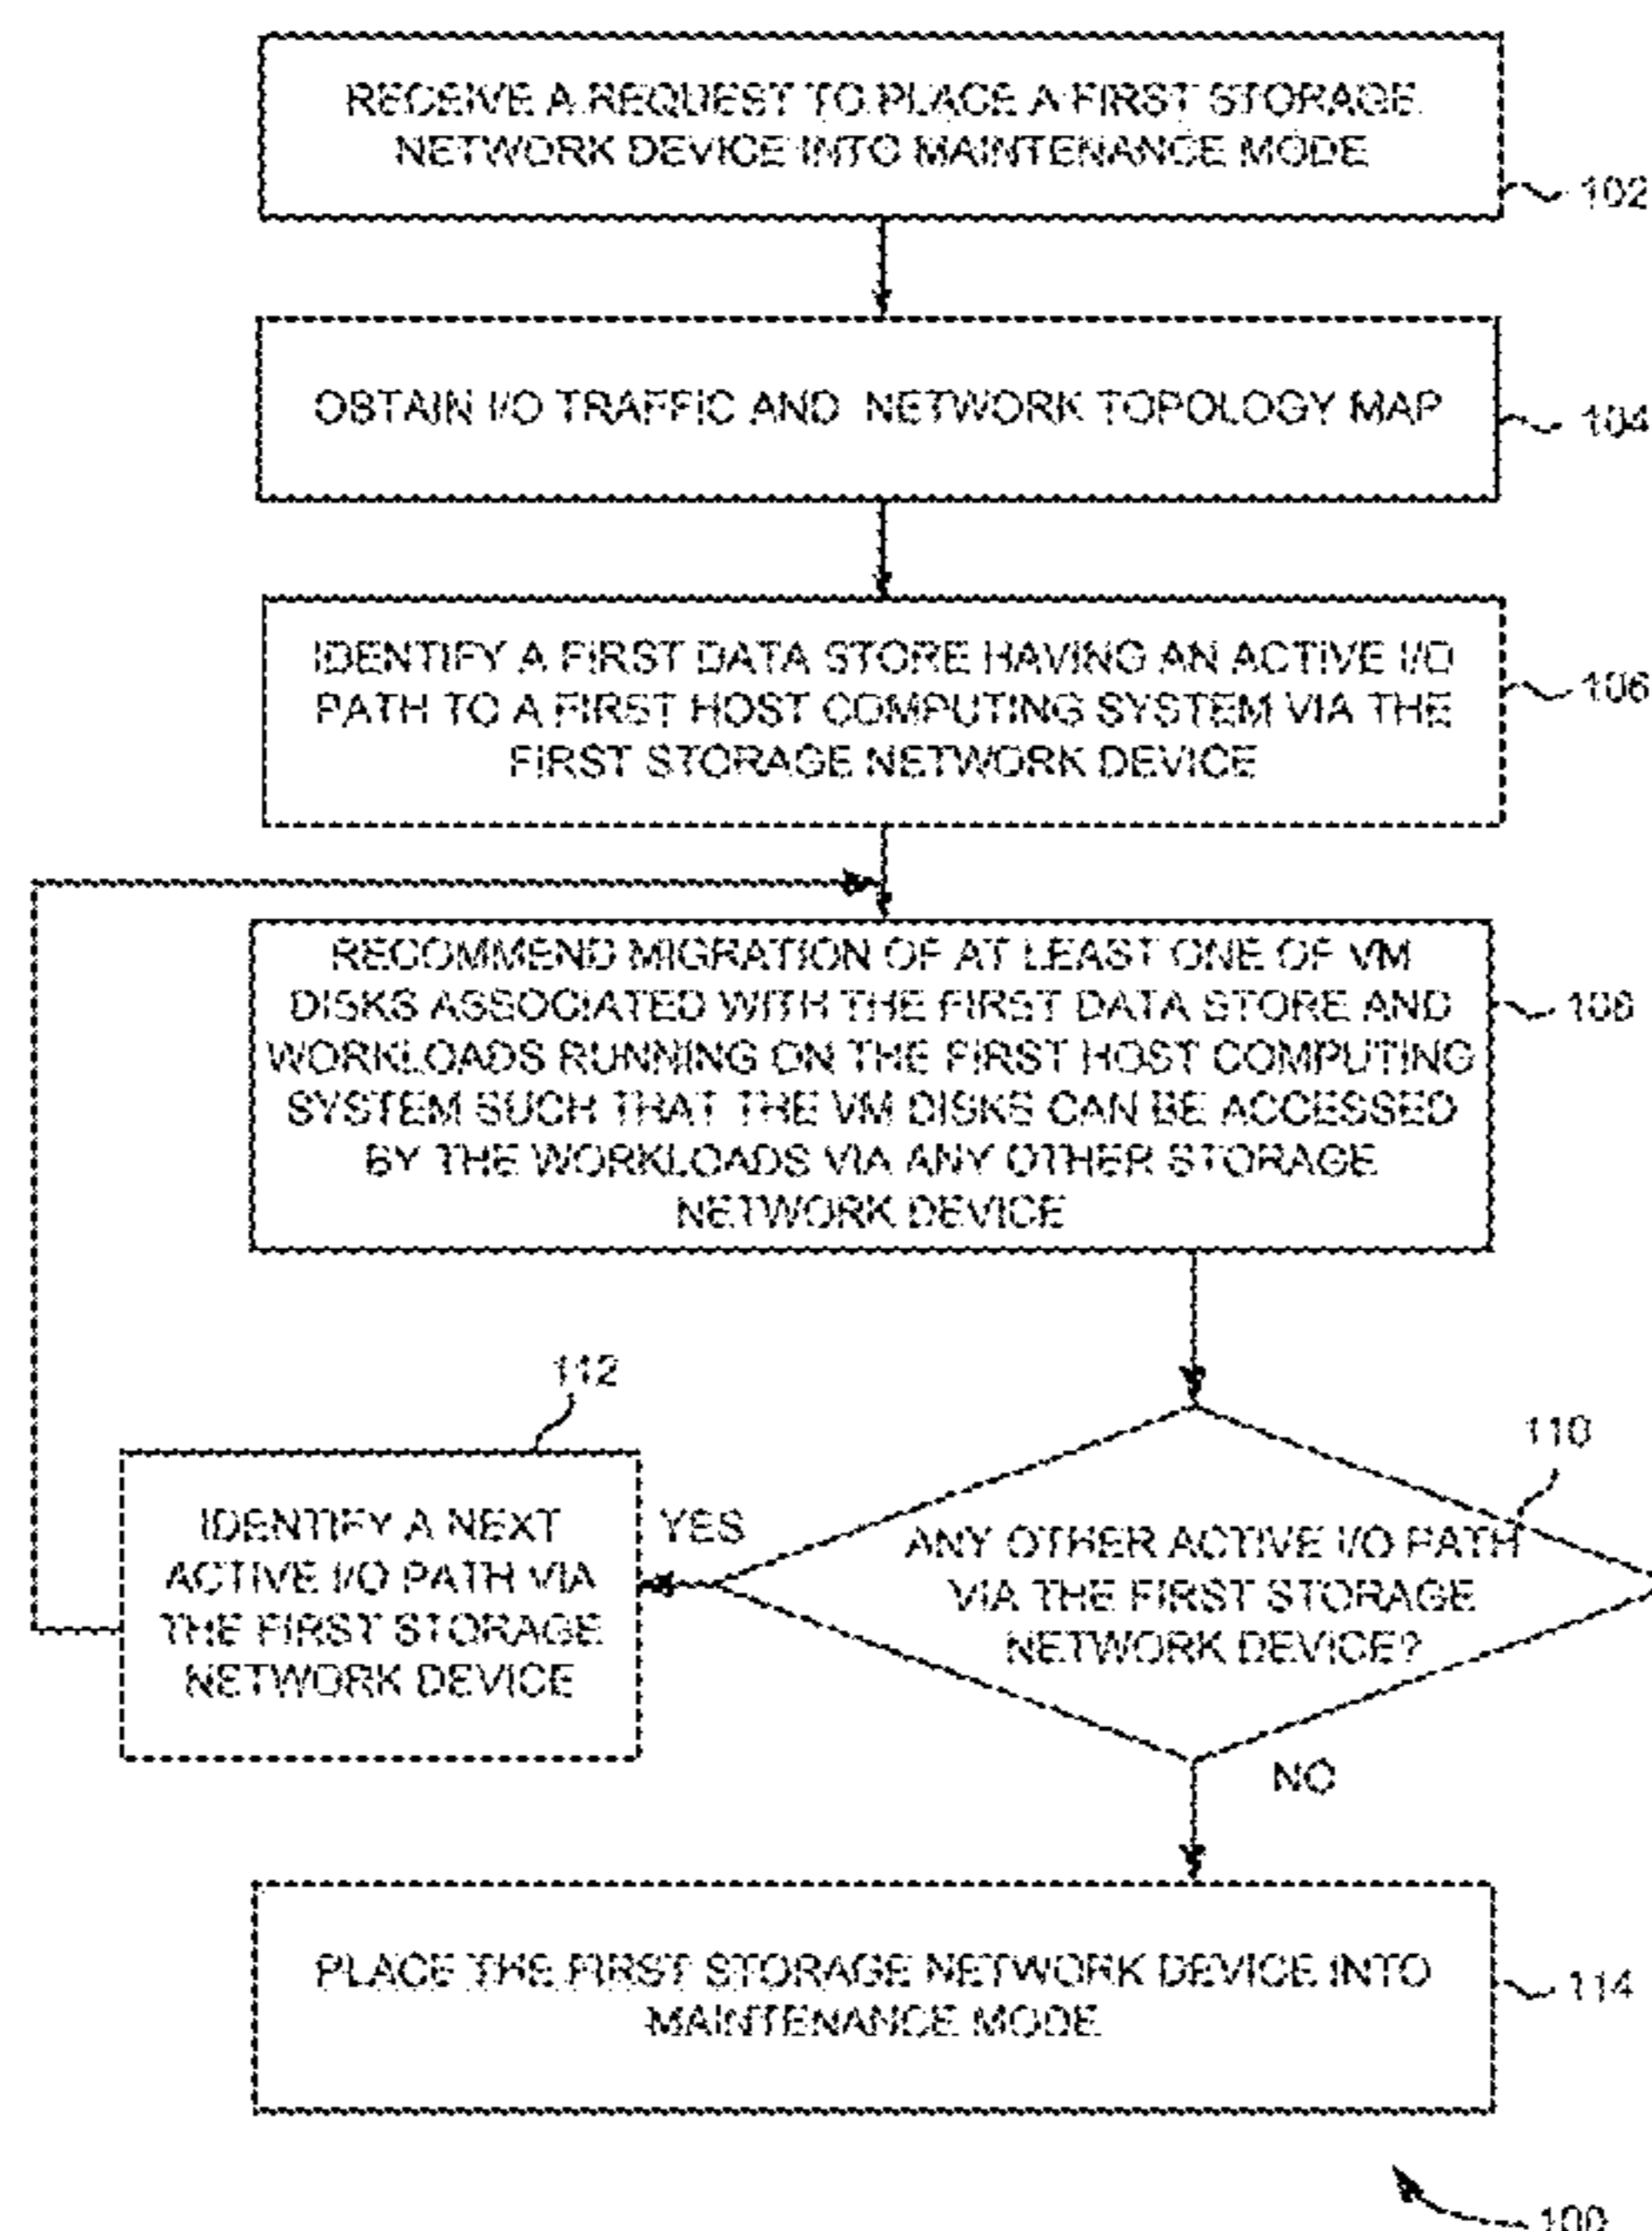 RECEIVE A REQUEST TO PLACE A FIRST STORAGE
NETWORK DEVICE INTO MAINTENANCE MODE
102
OBTAIN I/O TRAFFIC AND NETWORK TOPOLOGY MAP
104
IDENTIFY A FIRST DATA STORE HAVING AN ACTIVE I/O
PATH TO A FIRST HOST COMPUTING SYSTEM VIA THE
FIRST STORAGE NETWORK DEVICE
106
RECOMMEND MIGRATION OF AT LEAST ONE OF VM
DISKS ASSOCIATED WITH THE FIRST DATA STORE AND
WORKLOADS RUNNING ON THE FIRST HOST COMPUTING
SYSTEM SUCH THAT THE VM DISKS CAN BE ACCESSED
BY THE WORKLOADS VIA ANY OTHER STORAGE
NETWORK DEVICE
108
112
IDENTIFY A NEXT
ACTIVE I/O PATH VIA
THE FIRST STORAGE
NETWORK DEVICE
YES
110
ANY OTHER ACTIVE I/O PATH
VIA THE FIRST STORAGE
NETWORK DEVICE?
NO
PLACE THE FIRST STORAGE NETWORK DEVICE INTO
MAINTENANCE MODE
114
100